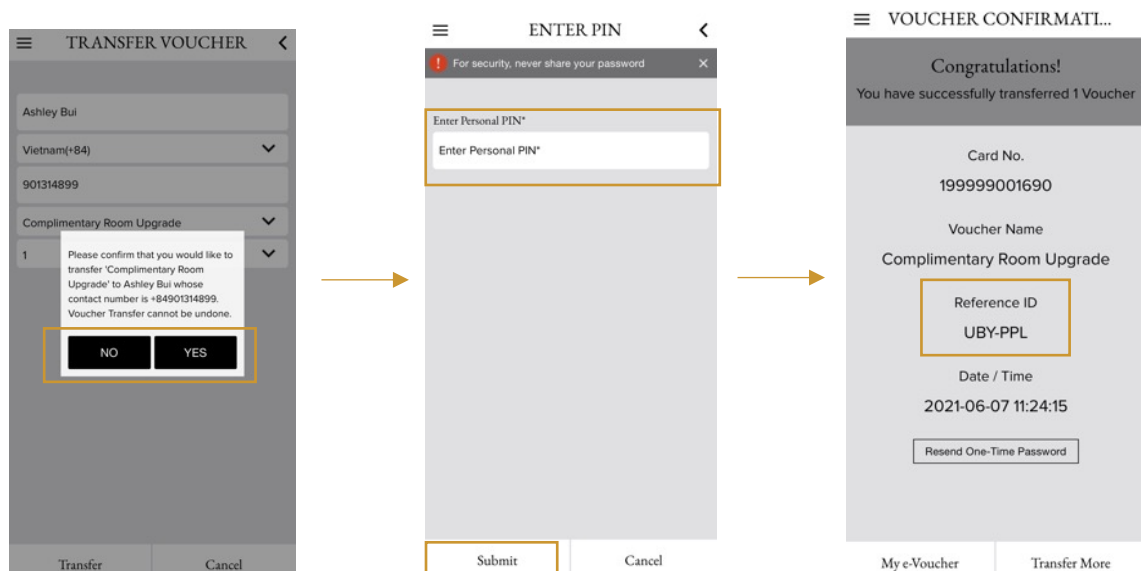 TRANSFER VOUCHER
Ashley Bui
Vietnam(+84)
901314899
Complimentary Room Upgrade
1
Please confirm that you would like to
transfer 'Complimentary Room
Upgrade' to Ashley Bui whose
contact number is +84901314899.
Voucher Transfer cannot be undone.
NO YES
Transfer Cancel
ENTER PIN
! For security, never share your password
Enter Personal PIN*
Enter Personal PIN*
Submit Cancel
VOUCHER CONFIRMATI...
Congratulations!
You have successfully transferred 1 Voucher
Card No.
199999001690
Voucher Name
Complimentary Room Upgrade
Reference ID
UBY-PPL
Date / Time
2021-06-07 11:24:15
Resend One-Time Password
My e-Voucher Transfer More